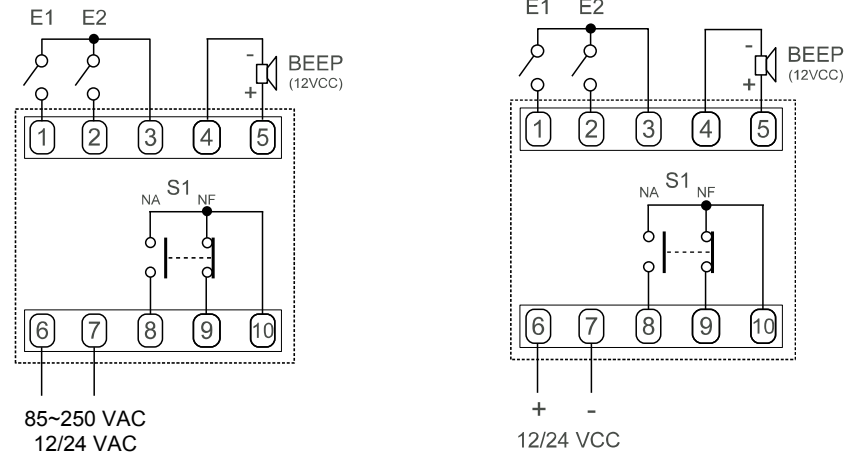 E1 E2
- BEEP
+ (12VCC)
1 2 3 4 5
S1
NA NF
6 7 8 9 10
85~250 VAC
12/24 VAC
E1 E2
- BEEP
+ (12VCC)
1 2 3 4 5
S1
NA NF
6 7 8 9 10
+ -
12/24 VCC